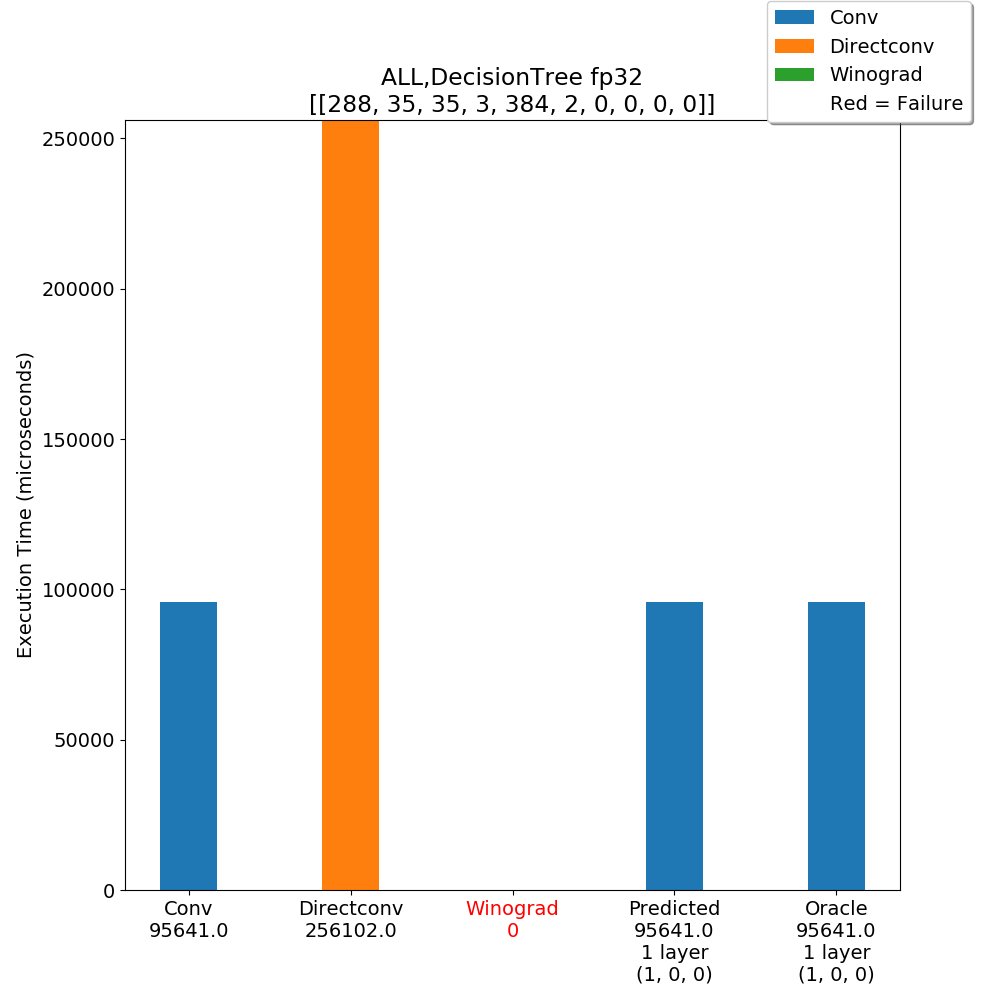 Conv
Directconv
Winograd
Red = Failure
ALL,DecisionTree fp32
[[288, 35, 35, 3, 384, 2, 0, 0, 0, 0]]
Execution Time (microseconds)
250000
200000
150000
100000
50000
0
Conv
95641.0
Directconv
256102.0
Winograd
0
Predicted
95641.0
1 layer
(1, 0, 0)
Oracle
95641.0
1 layer
(1, 0, 0)